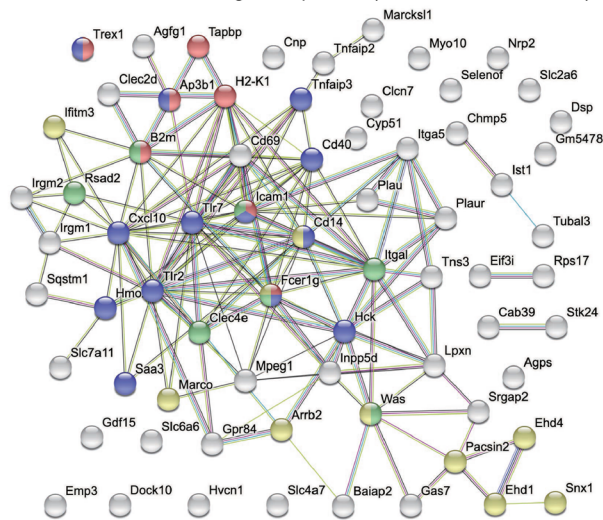 Marcksl1
Trex1
Agfg1
Tapbp
Cnp
Tnfaip2
Myo10
Nrp2
Clec2d
Ap3b1
H2-K1
Tnfaip3
Clcn7
Selenof
Slc2a6
Ifitm3
B2m
Cd69
Cd40
Cyp51
Itga5
Chmp5
Dsp
Gm5478
Irgm2
Rsad2
Cxcl10
Tlr7
Icam1
Plau
Ist1
Irgm1
Cd14
Plaur
Tubal3
Sqstm1
Hmo
Tlr2
Fcer1g
Itgal
Tns3
Eif3i
Rps17
Slc7a11
Saa3
Clec4e
Hck
Cab39
Stk24
Marco
Mpeg1
Inpp5d
Lpxn
Agps
Gdf15
Slc6a6
Gpr84
Arrb2
Was
Srgap2
Pacsin2
Ehd4
Emp3
Dock10
Hvcn1
Slc4a7
Baiap2
Gas7
Ehd1
Snx1